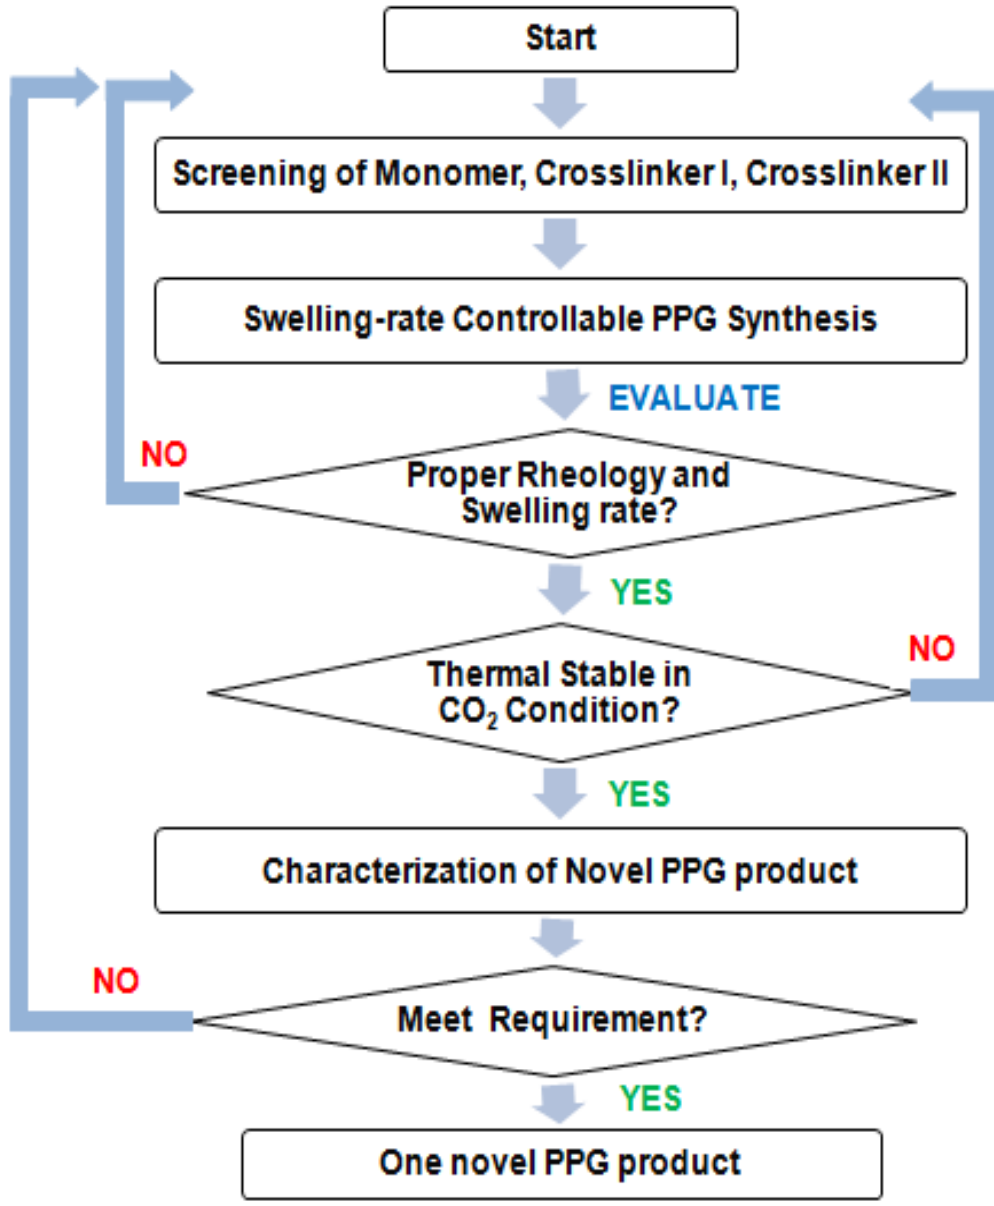 Start
Screening of Monomer, Crosslinker I, Crosslinker II
Swelling-rate Controllable PPG Synthesis
EVALUATE
NO
Proper Rheology and
Swelling rate?
YES
NO
Thermal Stable in
CO₂ Condition?
YES
Characterization of Novel PPG product
NO
Meet Requirement?
YES
One novel PPG product